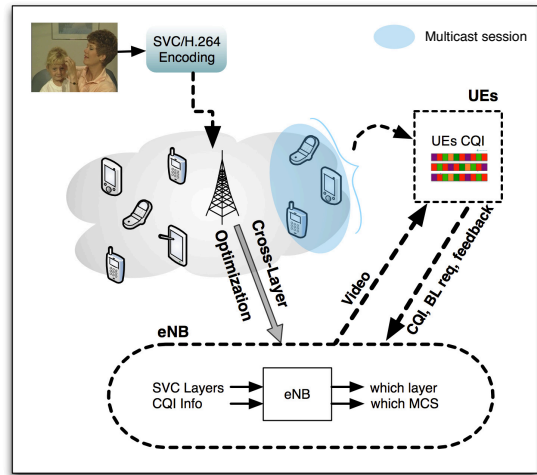 SVC/H.264
Encoding
Multicast session
UEs
UEs CQI
Cross-Layer
Optimization
Video
CQI, BL req, feedback
eNB
SVC Layers
CQI Info
eNB
which layer
which MCS